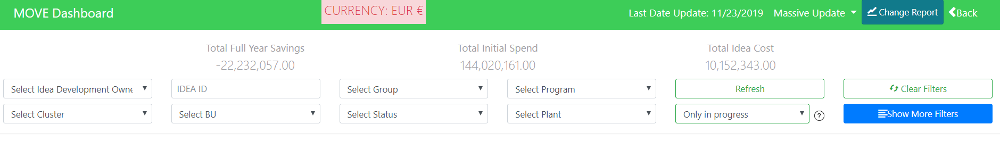 MOVE Dashboard
CURRENCY: EUR €
Last Date Update: 11/23/2019
Massive Update
Change Report
Back
Total Full Year Savings
Total Initial Spend
Total Idea Cost
-22,232,057.00
144,020,161.00
10,152,343.00
Select Idea Development Owne
IDEA ID
Select Group
Select Program
Refresh
Clear Filters
Select Cluster
Select BU
Select Status
Select Plant
Only in progress
?
Show More Filters